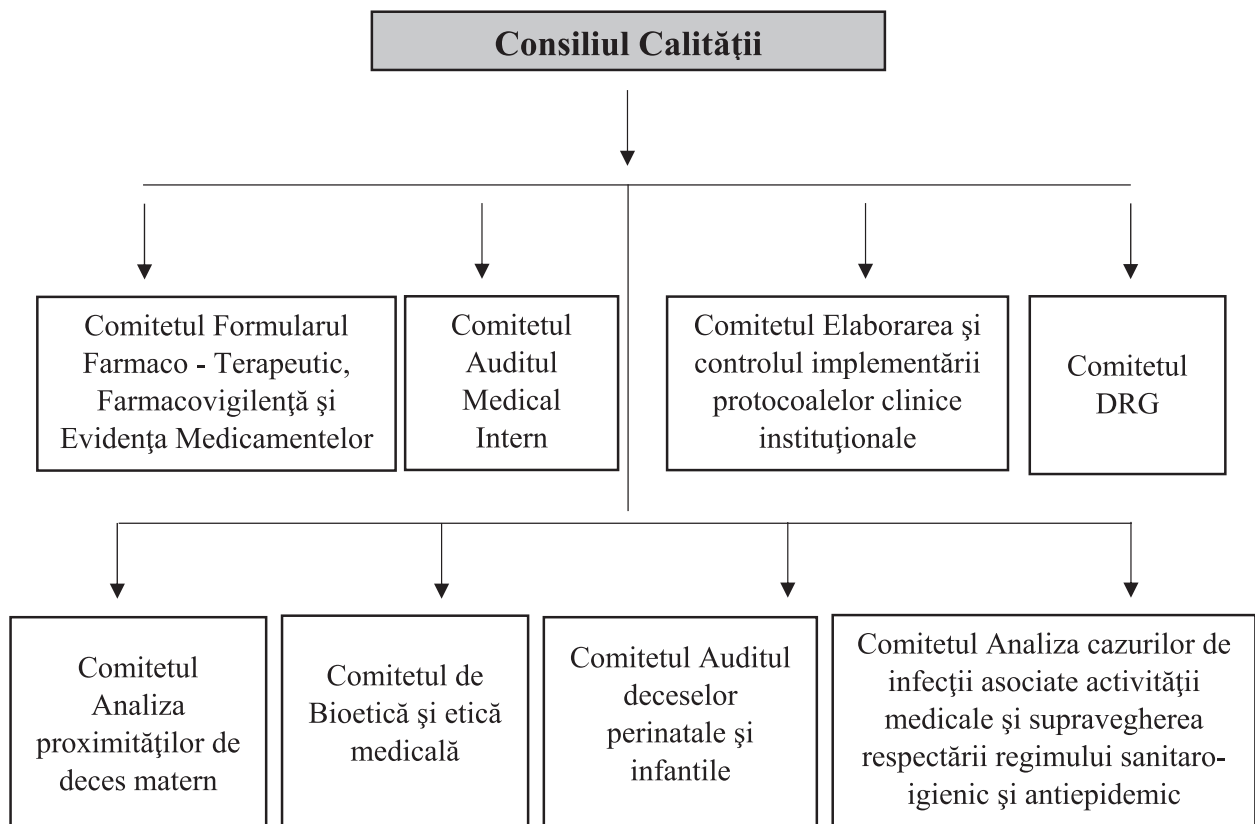 Consiliul Calităţii
Comitetul Formularul
Farmaco - Terapeutic,
Farmacovigilenţă şi
Evidenţa Medicamentelor
Comitetul
Auditul
Medical
Intern
Comitetul Elaborarea şi
controlul implementării
protocoalelor clinice
instituţionale
Comitetul
DRG
Comitetul
Analiza
proximităţilor de
deces matern
Comitetul de
Bioetică şi etică
medicală
Comitetul Auditul
deceselor
perinatale şi
infantile
Comitetul Analiza cazurilor de
infecţii asociate activităţii
medicale şi supravegherea
respectării regimului sanitaro-
igienic şi antiepidemic